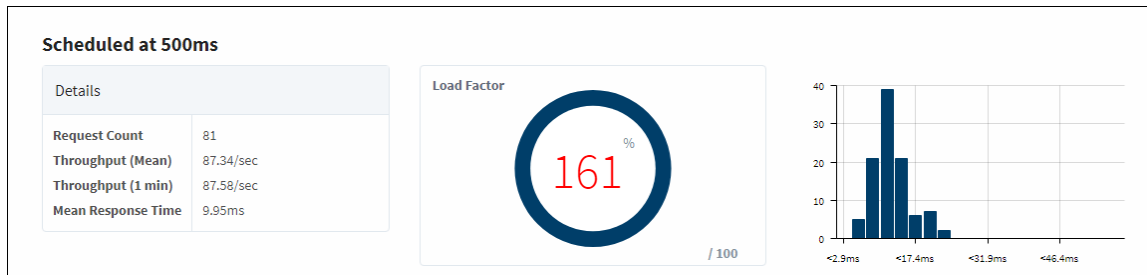 Scheduled at 500ms
Details
Request Count 81
Throughput (Mean) 87.34/sec
Throughput (1 min) 87.58/sec
Mean Response Time 9.95ms
Load Factor
161 %
/ 100
40
30
20
10
0
<2.9ms <17.4ms <31.9ms <46.4ms